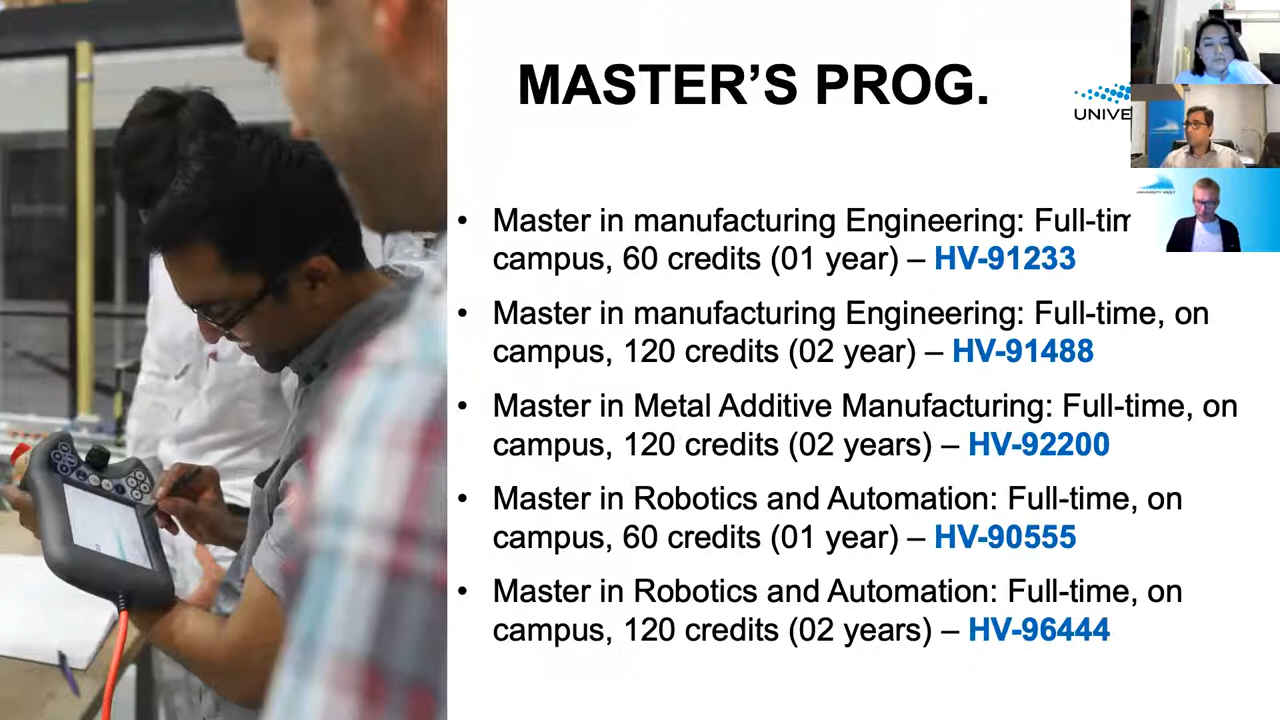 MASTER’S PROG.
UNIVE
UNIVERSITY WEST
• Master in manufacturing Engineering: Full-tim
campus, 60 credits (01 year) – HV-91233
• Master in manufacturing Engineering: Full-time, on
campus, 120 credits (02 year) – HV-91488
• Master in Metal Additive Manufacturing: Full-time, on
campus, 120 credits (02 years) – HV-92200
• Master in Robotics and Automation: Full-time, on
campus, 60 credits (01 year) – HV-90555
• Master in Robotics and Automation: Full-time, on
campus, 120 credits (02 years) – HV-96444